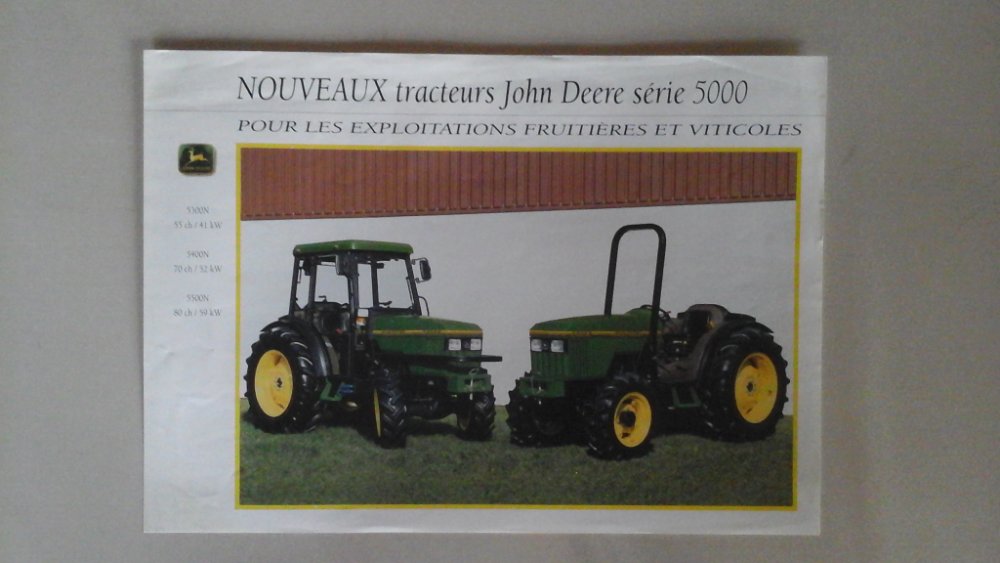 NOUVEAUX tracteurs John Deere série 5000
POUR LES EXPLOITATIONS FRUITIÈRES ET VITICOLES
5300N
55 ch / 41 kW
5400N
70 ch / 52 kW
5500N
80 ch / 59 kW